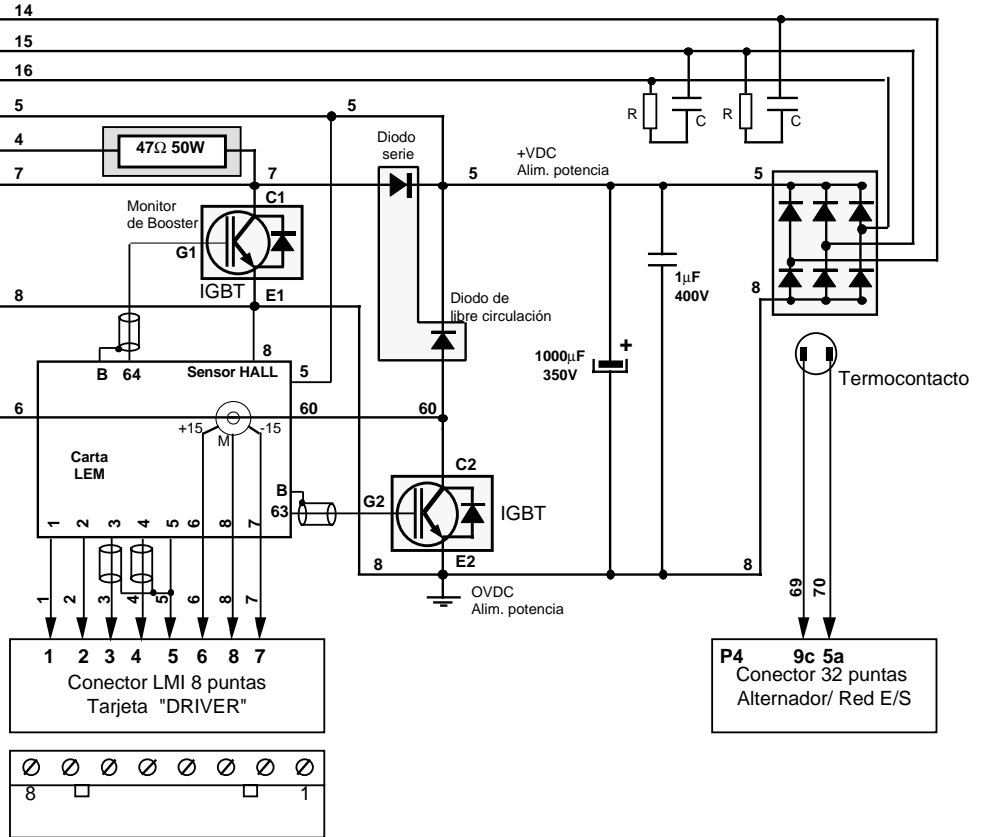 14
15
16
5
5
4
47Ω 50W
7
7
R
C
R
C
Diodo
serie
+VDC
Alim. potencia
5
5
Monitor
de Booster
C1
G1
IGBT
E1
8
8
1µF
400V
8
Diodo de
libre circulación
1000µF
350V
+
Termocontacto
B 64
8
Sensor HALL
5
6
60
60
+15
M
-15
Carta
LEM
C2
B
63
G2
IGBT
E2
1 2 3 4 5 6 8 7
8
8
OVDC
Alim. potencia
1 2 3 4 5 6 8 7
69 70
1 2 3 4 5 6 8 7
Conector LMI 8 puntas
Tarjeta "DRIVER"
P4 9c 5a
Conector 32 puntas
Alternador/ Red E/S
8 1